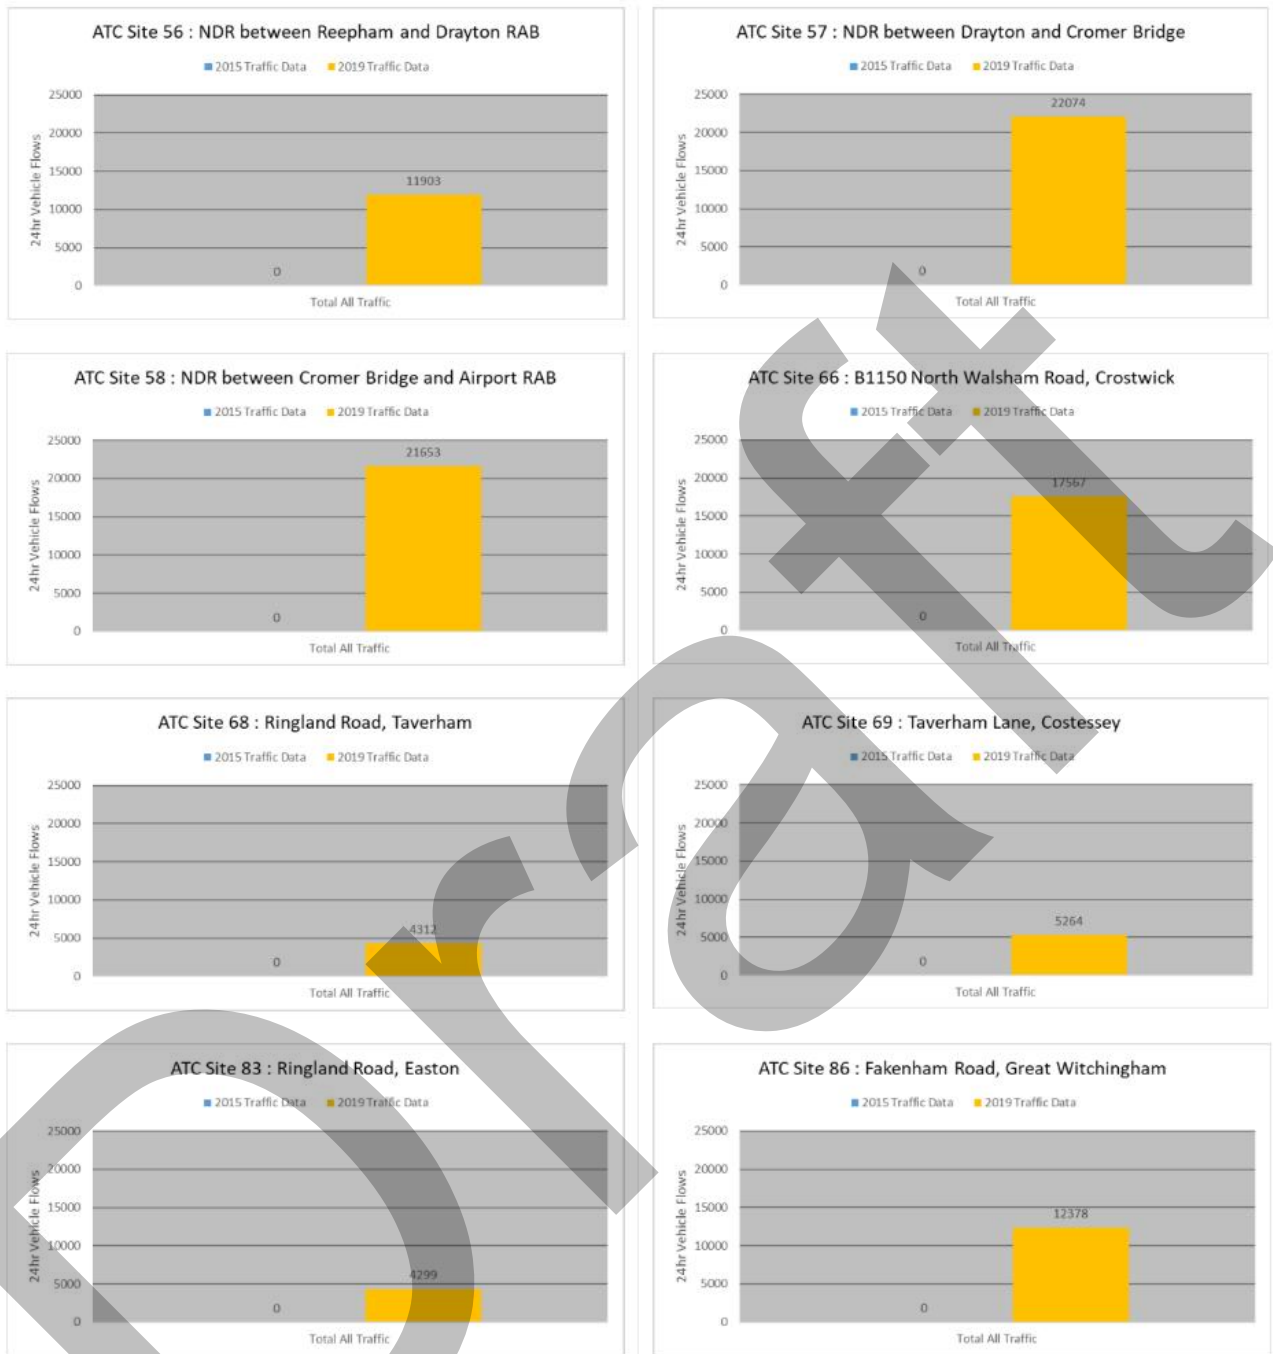 ATC Site 56 : NDR between Reepham and Drayton RAB
2015 Traffic Data 2019 Traffic Data
24hr Vehicle Flows
25000
20000
15000
10000
5000
0
11903
0
Total All Traffic
ATC Site 57 : NDR between Drayton and Cromer Bridge
2015 Traffic Data 2019 Traffic Data
24hr Vehicle Flows
25000
20000
15000
10000
5000
0
22074
0
Total All Traffic
ATC Site 58 : NDR between Cromer Bridge and Airport RAB
2015 Traffic Data 2019 Traffic Data
24hr Vehicle Flows
25000
20000
15000
10000
5000
0
21653
0
Total All Traffic
ATC Site 66 : B1150 North Walsham Road, Crostwick
2015 Traffic Data 2019 Traffic Data
24hr Vehicle Flows
25000
20000
15000
10000
5000
0
17567
0
Total All Traffic
ATC Site 68 : Ringland Road, Taverham
2015 Traffic Data 2019 Traffic Data
24hr Vehicle Flows
25000
20000
15000
10000
5000
0
4312
0
Total All Traffic
ATC Site 69 : Taverham Lane, Costessey
2015 Traffic Data 2019 Traffic Data
24hr Vehicle Flows
25000
20000
15000
10000
5000
0
5264
0
Total All Traffic
ATC Site 83 : Ringland Road, Easton
2015 Traffic Data 2019 Traffic Data
24hr Vehicle Flows
25000
20000
15000
10000
5000
0
4299
0
Total All Traffic
ATC Site 86 : Fakenham Road, Great Witchingham
2015 Traffic Data 2019 Traffic Data
24hr Vehicle Flows
25000
20000
15000
10000
5000
0
12378
0
Total All Traffic
Draft